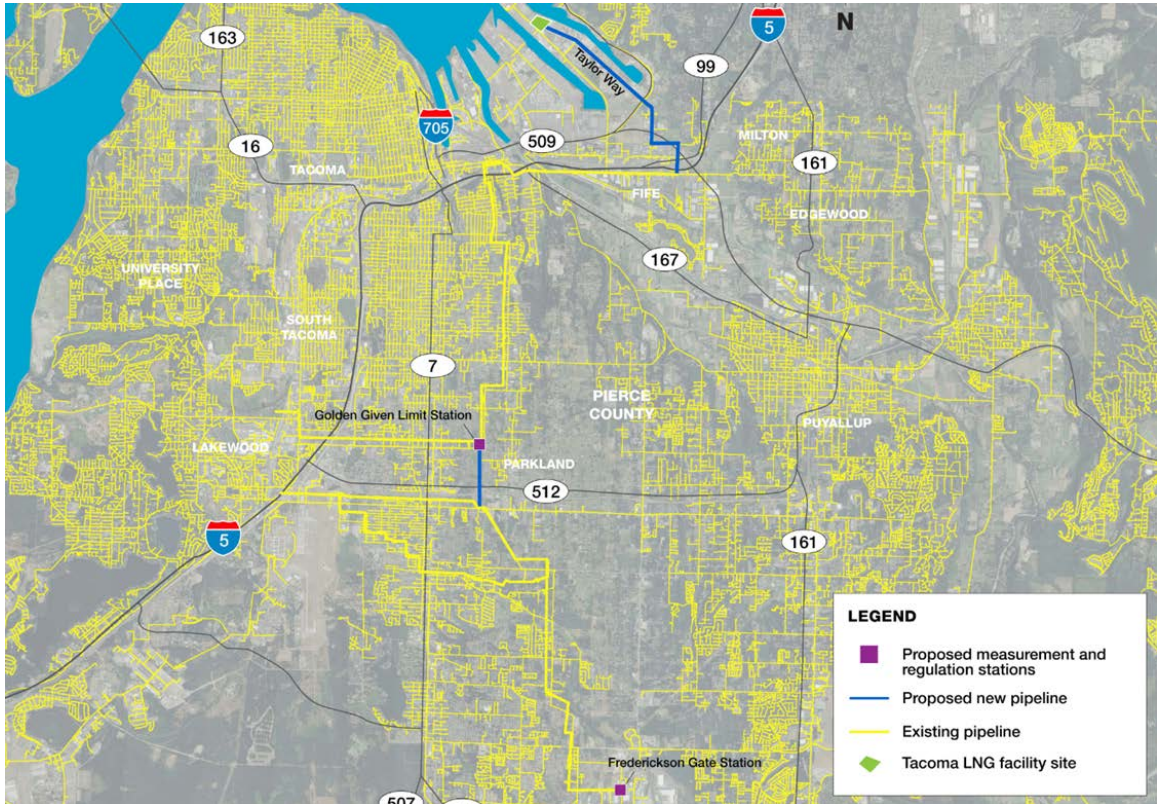 163
5
N
99
Taylor Way
705
16
509
MILTON
161
TACOMA
FIFE
EDGEWOOD
167
UNIVERSITY
PLACE
SOUTH
TACOMA
7
PIERCE
COUNTY
Golden Given Limit Station
PUYALLUP
LAKEWOOD
PARKLAND
512
5
161
LEGEND
Proposed measurement and
regulation stations
Proposed new pipeline
Existing pipeline
Tacoma LNG facility site
Frederickson Gate Station
507